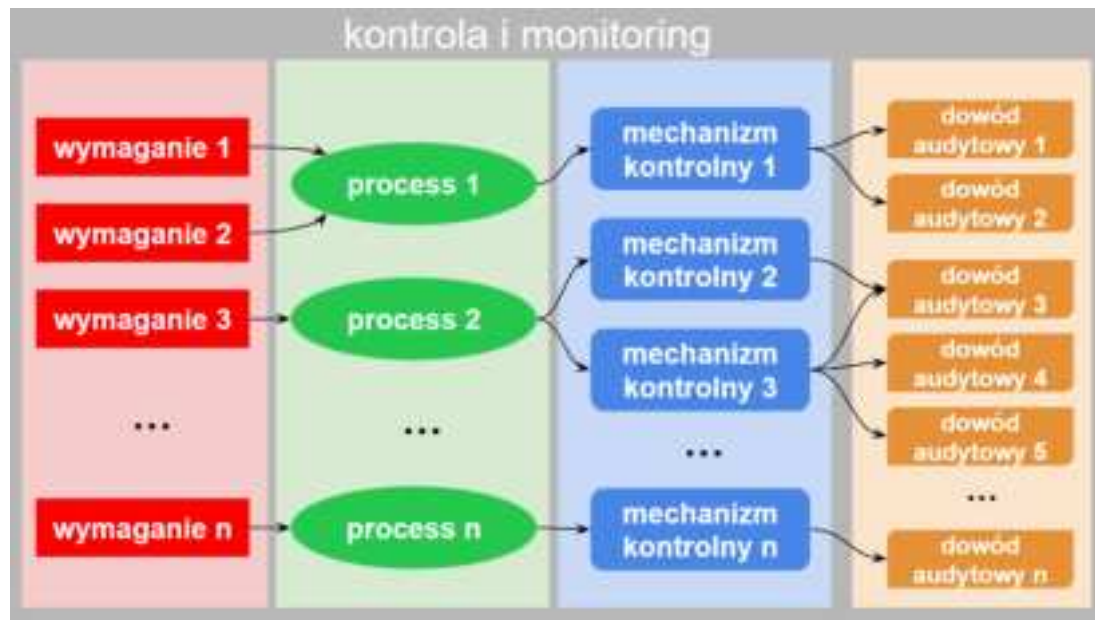 kontrola i monitoring
wymaganie 1
wymaganie 2
wymaganie 3
...
wymaganie n
process 1
process 2
...
process n
mechanizm
kontrolny 1
mechanizm
kontrolny 2
mechanizm
kontrolny 3
...
mechanizm
kontrolny n
dowód
audytowy 1
dowód
audytowy 2
dowód
audytowy 3
dowód
audytowy 4
dowód
audytowy 5
...
dowód
audytowy n